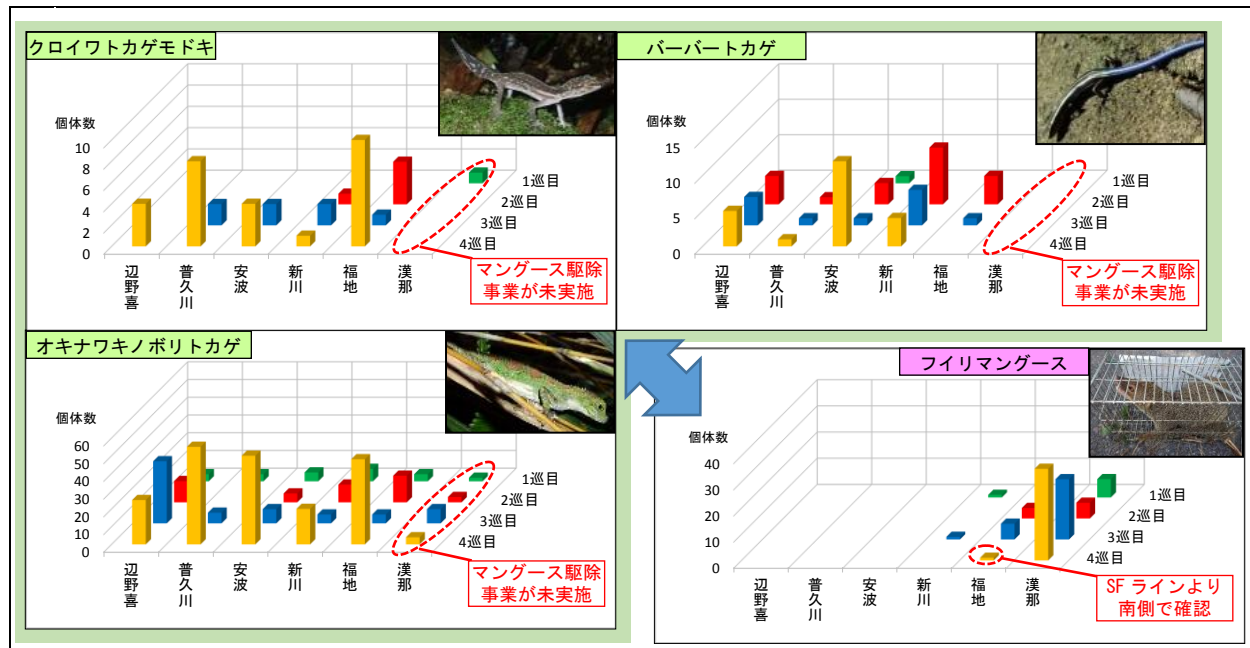 クロイワトカゲモドキ
個体数
10
8
6
4
2
0
1巡目
2巡目
3巡目
4巡目
辺野喜
普久川
安波
新川
福地
漢那
マングース駆除
事業が未実施
バーバートカゲ
個体数
15
10
5
0
1巡目
2巡目
3巡目
4巡目
辺野喜
普久川
安波
新川
福地
漢那
マングース駆除
事業が未実施
オキナワキノボリトカゲ
個体数
60
50
40
30
20
10
0
1巡目
2巡目
3巡目
4巡目
辺野喜
普久川
安波
新川
福地
漢那
マングース駆除
事業が未実施
フイリマングース
個体数
40
30
20
10
0
1巡目
2巡目
3巡目
4巡目
辺野喜
普久川
安波
新川
福地
漢那
SF ラインより
南側で確認